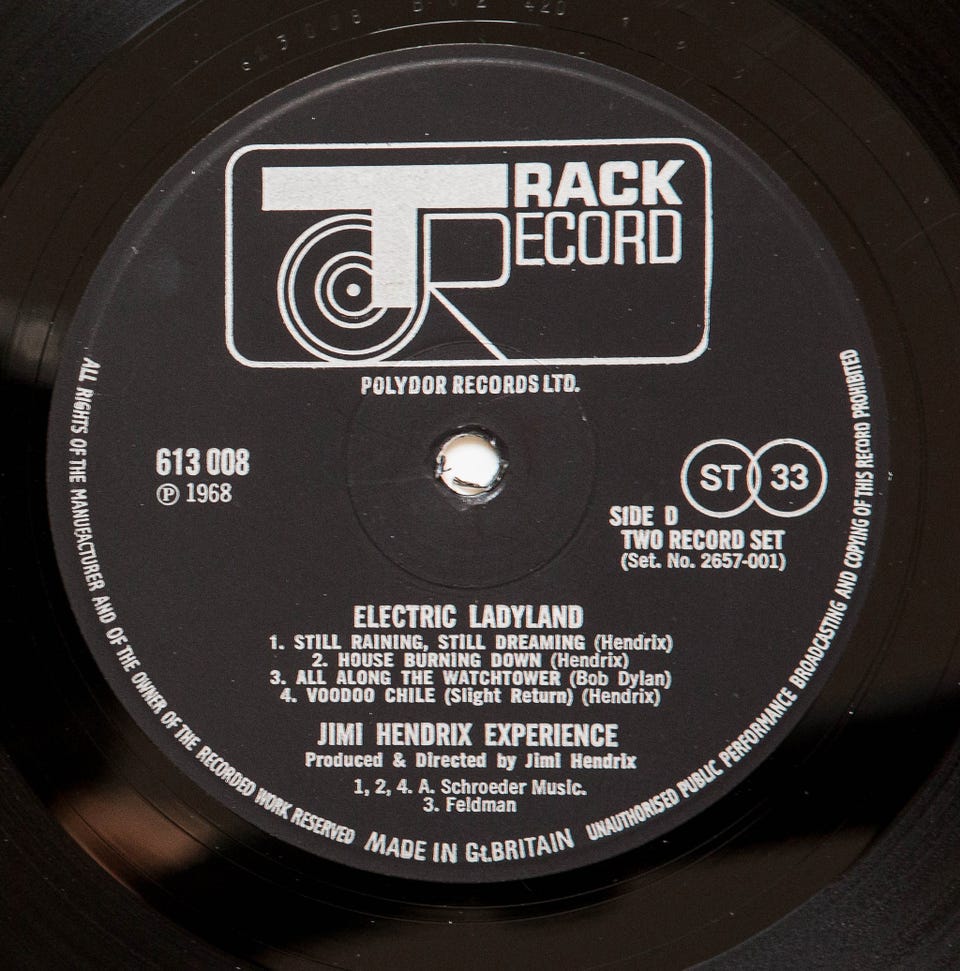 TRACK
RECORD
POLYDOR RECORDS LTD.
613 008
℗ 1968
ST 33
SIDE D
TWO RECORD SET
(Set. No. 2657-001)
ELECTRIC LADYLAND
1. STILL RAINING, STILL DREAMING (Hendrix)
2. HOUSE BURNING DOWN (Hendrix)
3. ALL ALONG THE WATCHTOWER (Bob Dylan)
4. VOODOO CHILE (Slight Return) (Hendrix)
JIMI HENDRIX EXPERIENCE
Produced & Directed by Jimi Hendrix
1, 2, 4. A. Schroeder Music.
3. Feldman
ALL RIGHTS OF THE MANUFACTURER AND OF THE OWNER OF THE RECORDED WORK RESERVED
MADE IN Gt.BRITAIN
UNAUTHORISED PUBLIC PERFORMANCE BROADCASTING AND COPYING OF THIS RECORD PROHIBITED